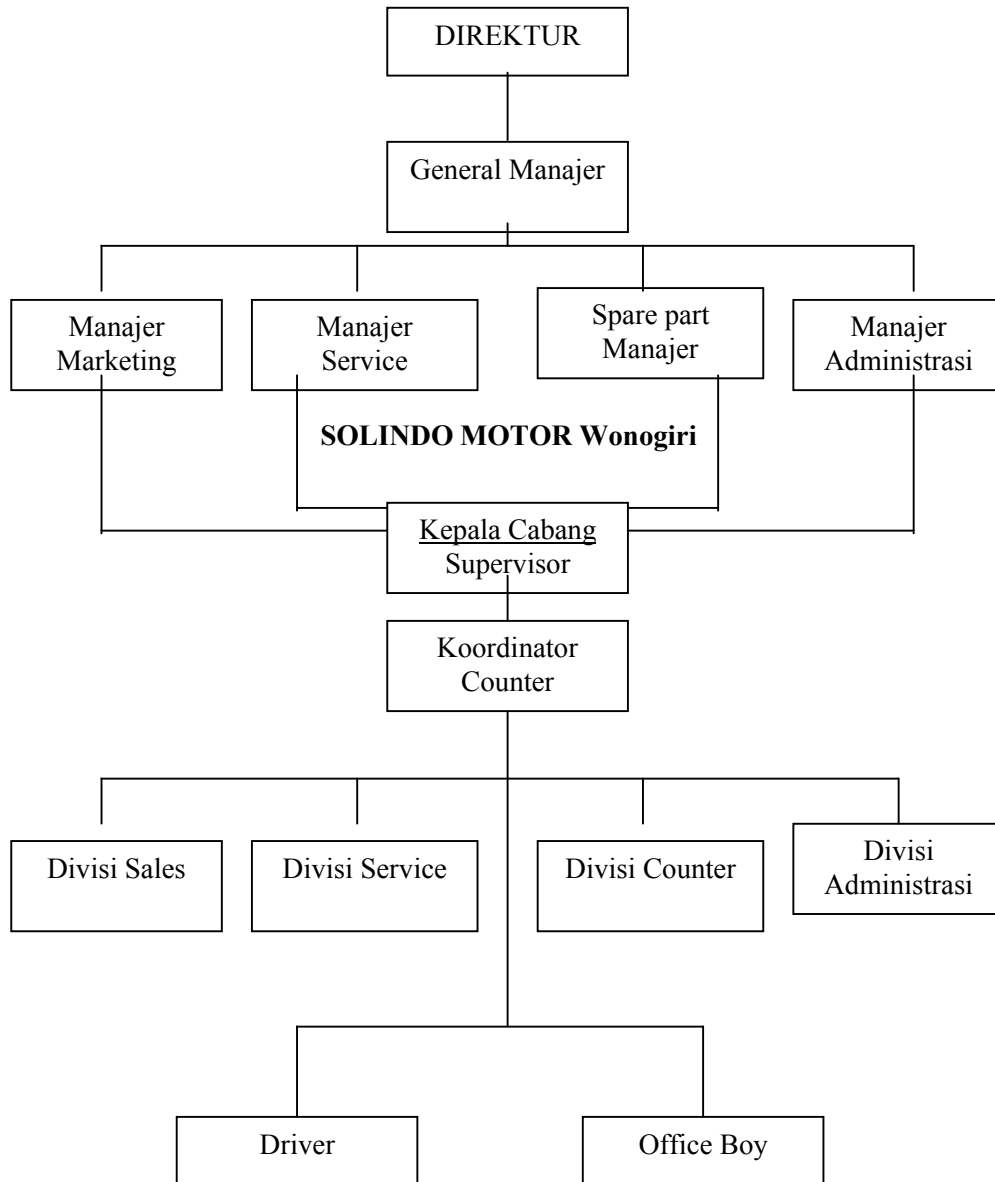 DIREKTUR
General Manajer
Manajer
Marketing
Manajer
Service
Spare part
Manajer
Manajer
Administrasi
SOLINDO MOTOR Wonogiri
Kepala Cabang
Supervisor
Koordinator
Counter
Divisi Sales
Divisi Service
Divisi Counter
Divisi
Administrasi
Driver
Office Boy